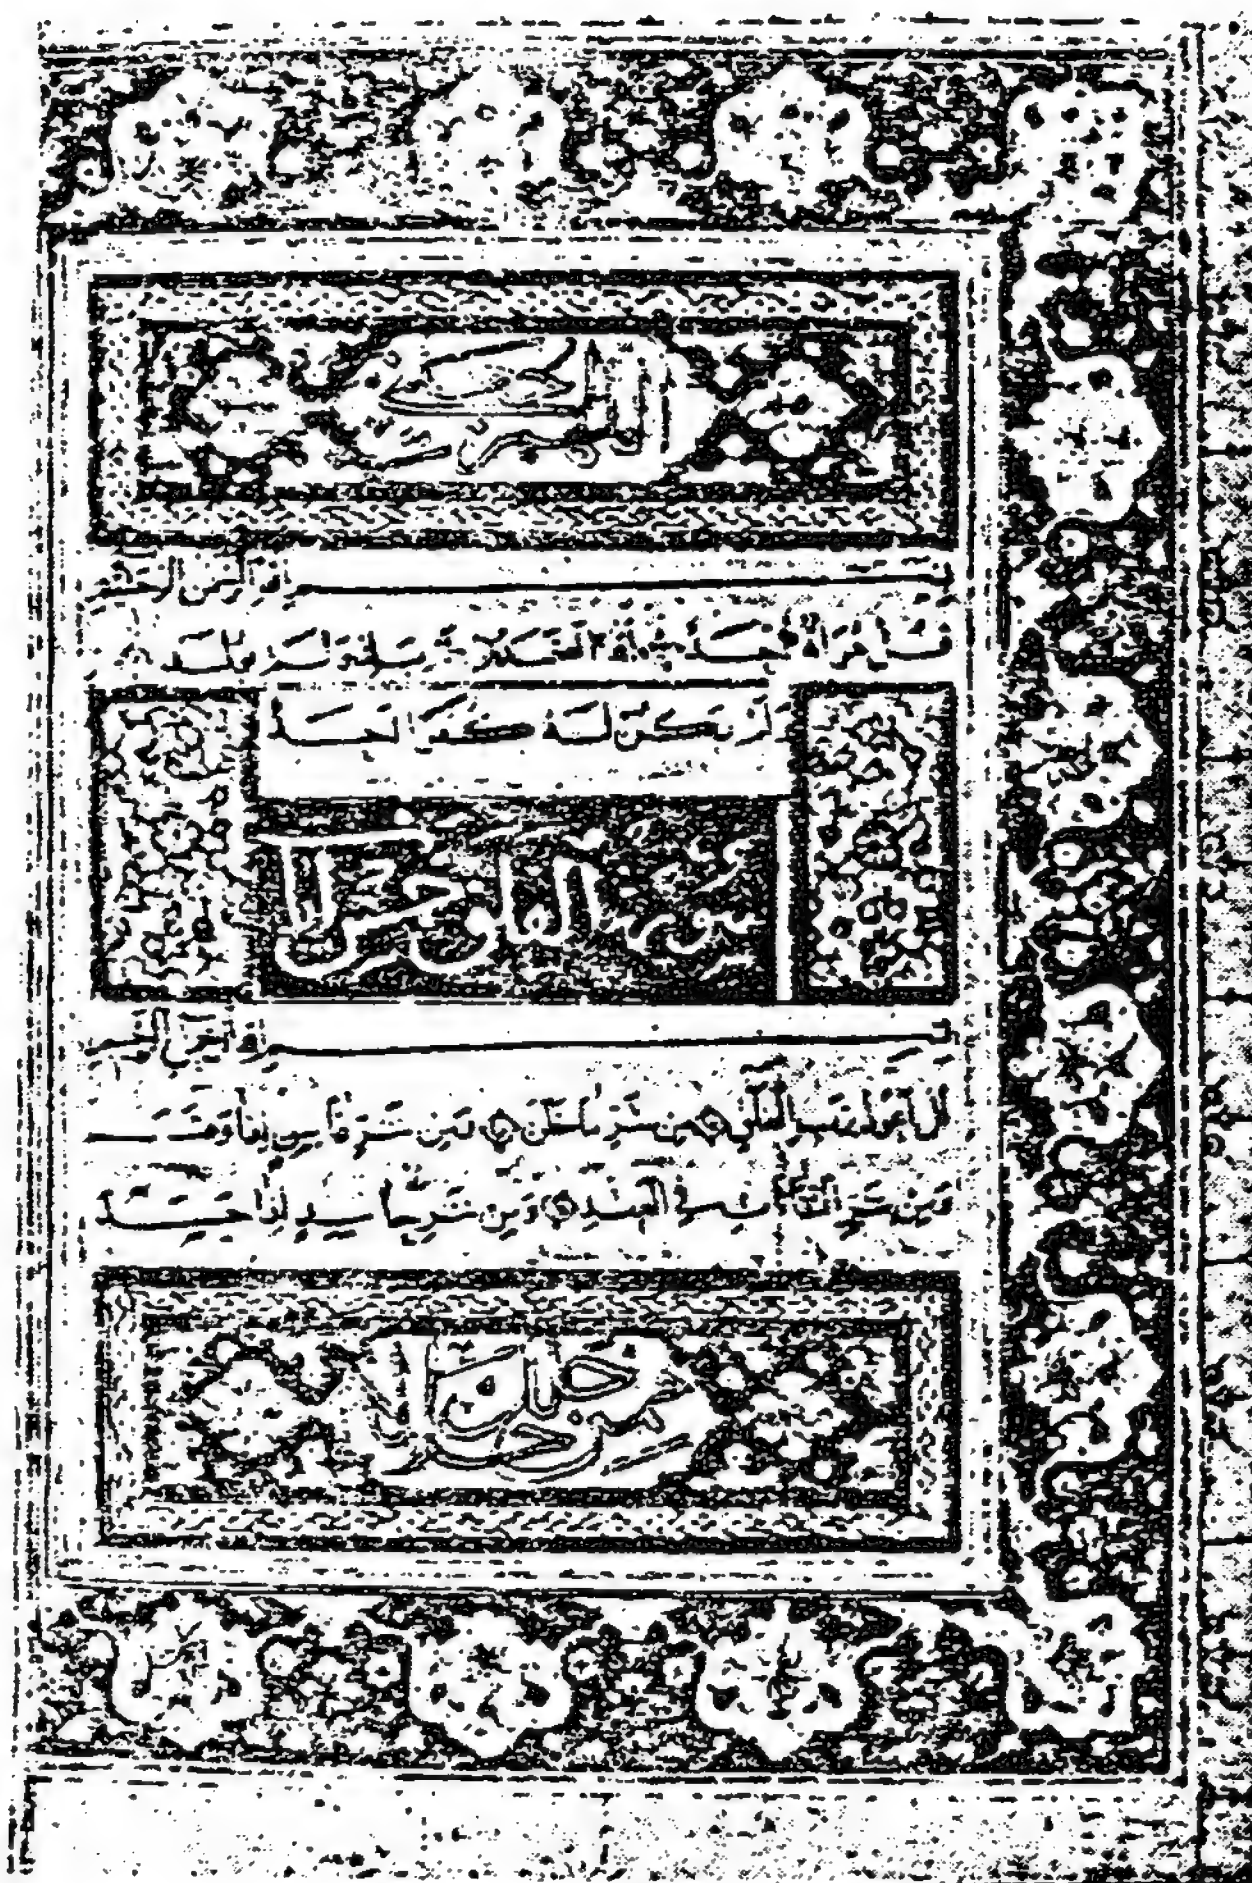 بسم الله الرحمن الرحيم
قل هو الله احد الله الصمد لم يلد ولم يولد
ولم يكن له كفوا احد
سورة الفلق
بسم الله الرحمن الرحيم
قل اعوذ برب الفلق من شر ما خلق ومن شر غاسق اذا وقب
ومن شر النفاثات في العقد ومن شر حاسد اذا حسد